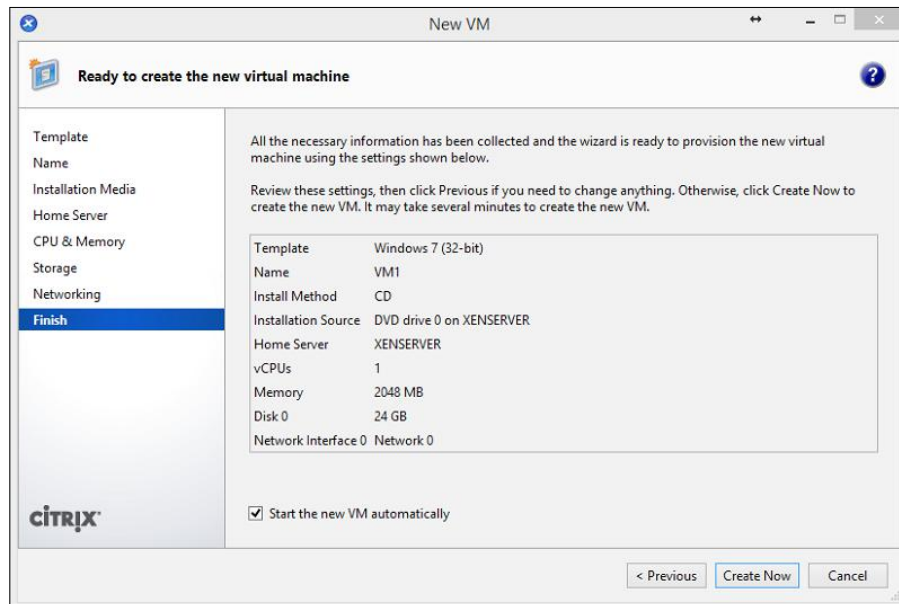 New VM
Ready to create the new virtual machine
?
Template
Name
Installation Media
Home Server
CPU & Memory
Storage
Networking
Finish
All the necessary information has been collected and the wizard is ready to provision the new virtual
machine using the settings shown below.
Review these settings, then click Previous if you need to change anything. Otherwise, click Create Now to
create the new VM. It may take several minutes to create the new VM.
Template Windows 7 (32-bit)
Name VM1
Install Method CD
Installation Source DVD drive 0 on XENSERVER
Home Server XENSERVER
vCPUs 1
Memory 2048 MB
Disk 0 24 GB
Network Interface 0 Network 0
Start the new VM automatically
CITRIX
< Previous Create Now Cancel